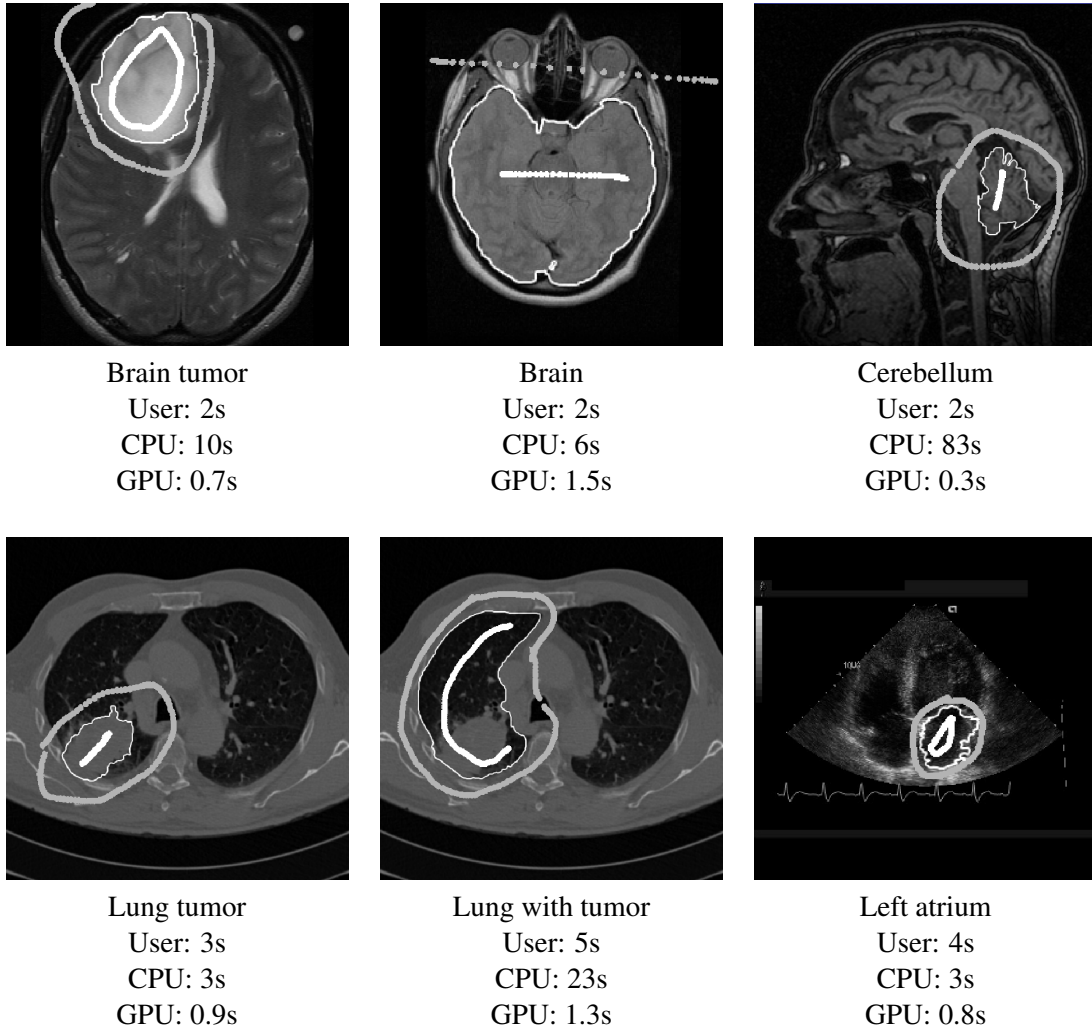 Brain tumor
User: 2s
CPU: 10s
GPU: 0.7s
Brain
User: 2s
CPU: 6s
GPU: 1.5s
Cerebellum
User: 2s
CPU: 83s
GPU: 0.3s
Lung tumor
User: 3s
CPU: 3s
GPU: 0.9s
Lung with tumor
User: 5s
CPU: 23s
GPU: 1.3s
Left atrium
User: 4s
CPU: 3s
GPU: 0.8s